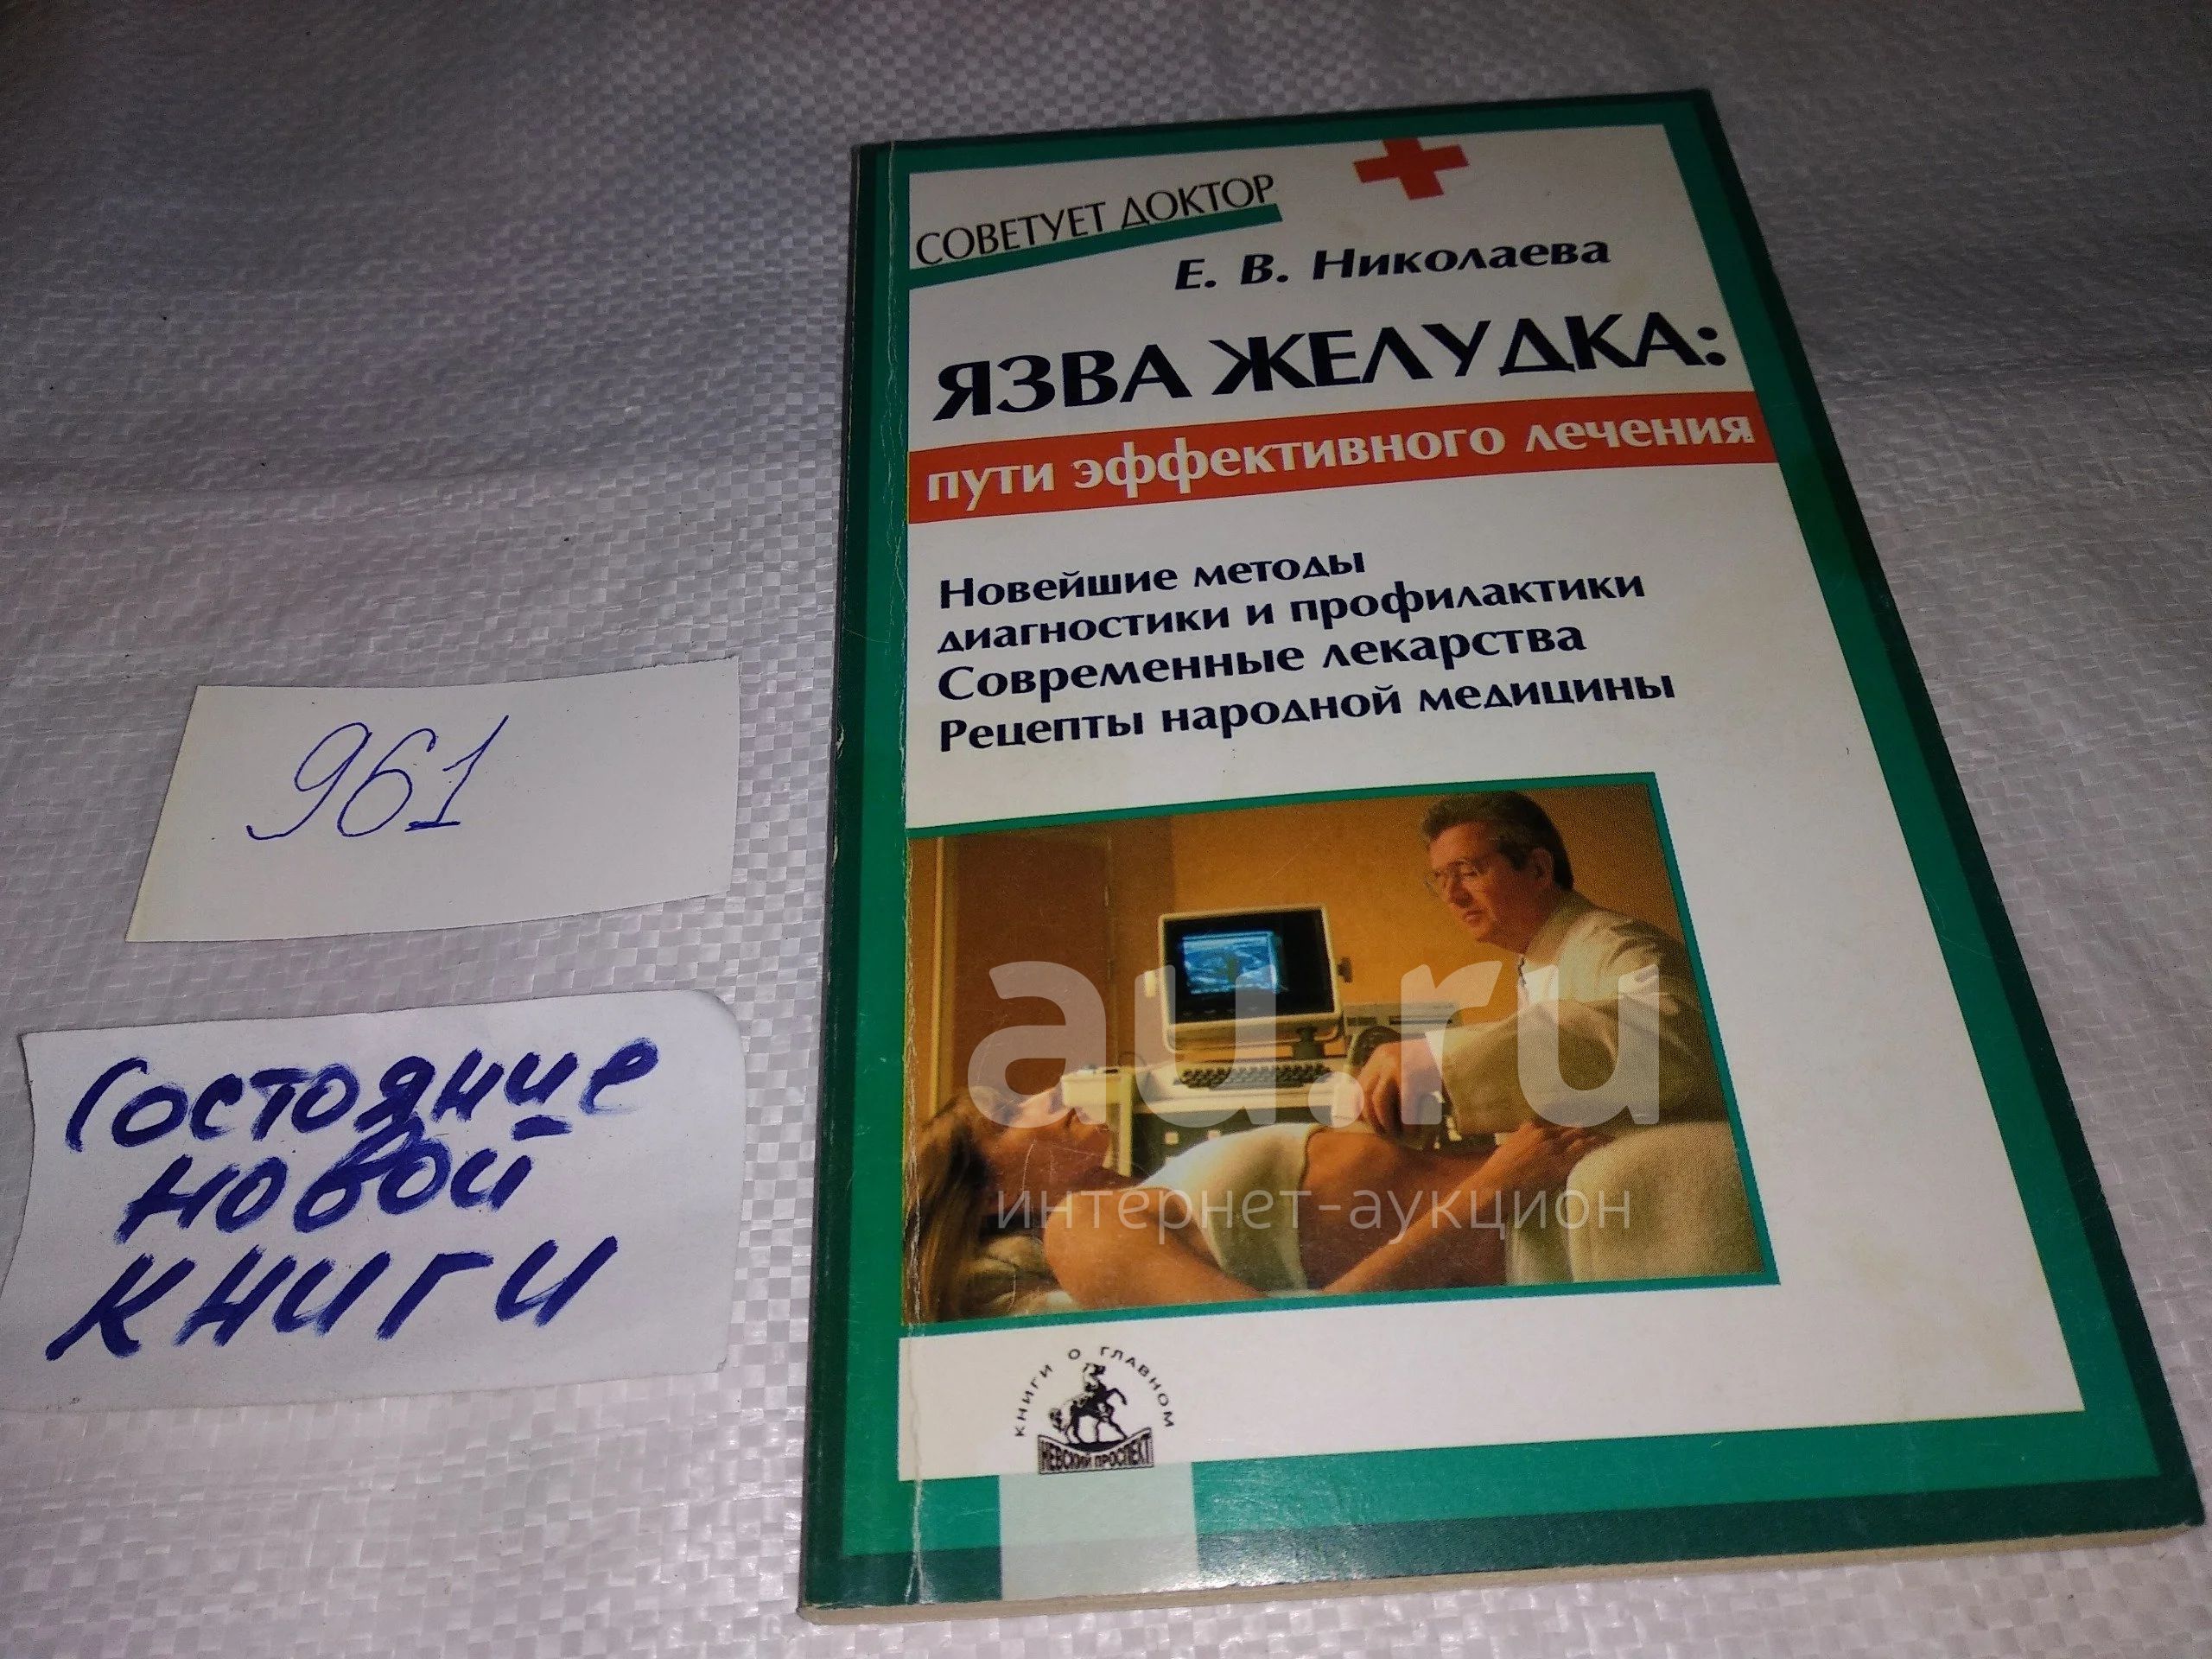 СОВЕТУЕТ ДОКТОР
Е. В. Николаева
ЯЗВА ЖЕЛУДКА:
пути эффективного лечения
Новейшие методы
диагностики и профилактики
Современные лекарства
Рецепты народной медицины
961
Состояние
новой
книги
au.ru
интернет-аукцион
КНИГИ О ГЛАВНОМ
НЕВСКИЙ ПРОСПЕКТ